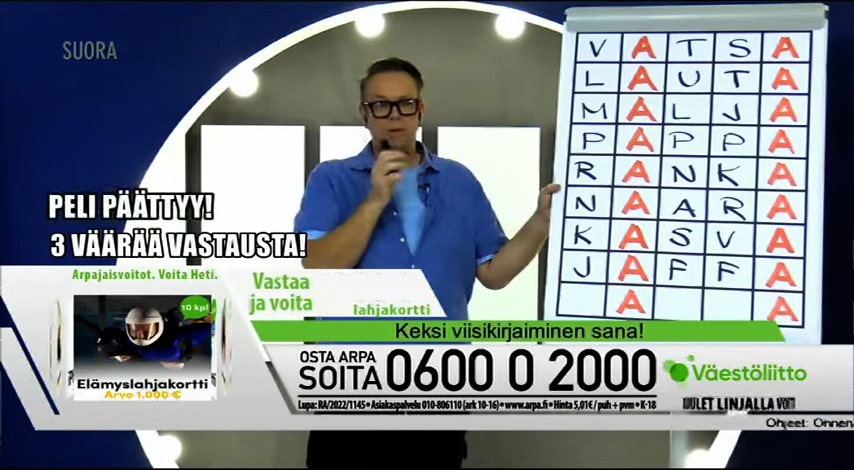 SUORA
V A T S A
L A U T A
M A L J A
P A P P A
R A N K A
N A A R A
K A S V A
J A F F A
A A
PELI PÄÄTTYY!
3 VÄÄRÄÄ VASTAUSTA!
Arpajaisvoitot. Voita Heti.
10 kpl
Elämyslahjakortti
Arvo 1,000 €
Vastaa
ja voita
lahjakortti
Keksi viisikirjaiminen sana!
OSTA ARPA
SOITA 0600 0 2000
Väestöliitto
Lupa: RA/2022/1145 • Asiakaspalvelu 010-806110 (ark 10-16) • www.arpa.fi • Hinta 5,01€ / puh + pvm • K-18
LINJALLA
Ohjeet: Onnen